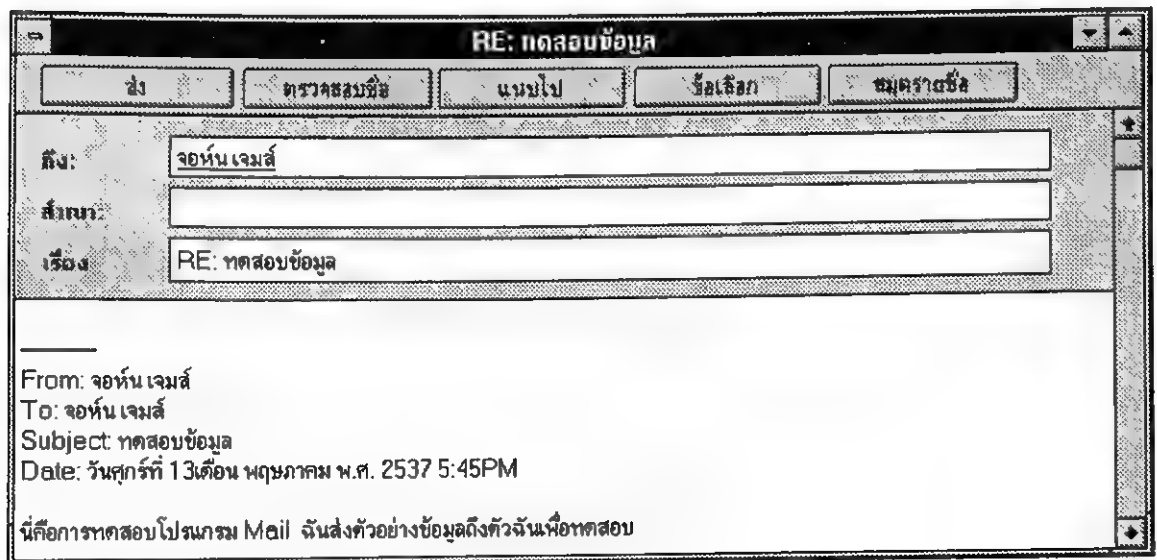 RE: ทดสอบข้อมูล
ส่ง ตรวจสอบชื่อ แนบไป ข้อเลือก สมุดรายชื่อ
ถึง: จอห์น เจมส์
สำเนา:
เรื่อง RE: ทดสอบข้อมูล
From: จอห์น เจมส์
To: จอห์น เจมส์
Subject: ทดสอบข้อมูล
Date: วันศุกร์ที่ 13เดือน พฤษภาคม พ.ศ. 2537 5:45PM
นี่คือการทดสอบโปรแกรม Mail ฉันส่งตัวอย่างข้อมูลถึงตัวฉันเพื่อทดสอบ